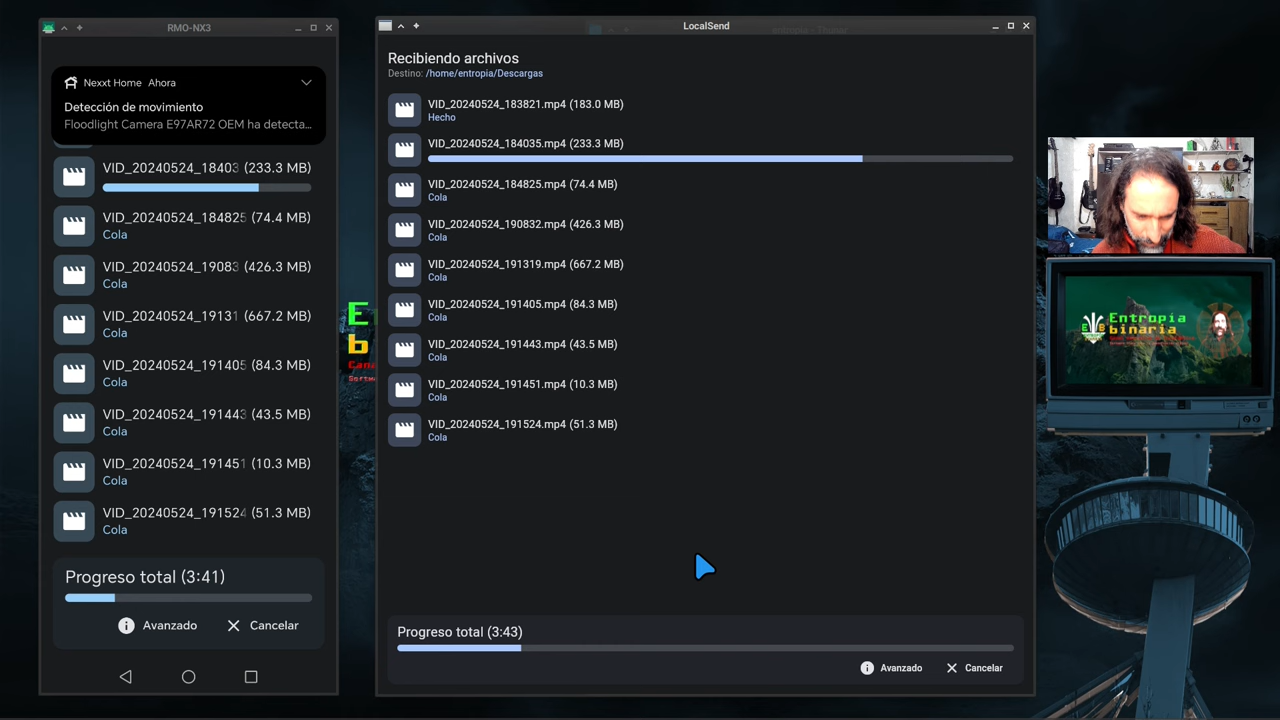 RMO-NX3
Nexxt Home Ahora
Detección de movimiento
Floodlight Camera E97AR72 OEM ha detecta...
VID_20240524_18403 (233.3 MB)
VID_20240524_184825 (74.4 MB)
Cola
VID_20240524_19083 (426.3 MB)
Cola
VID_20240524_19131 (667.2 MB)
Cola
VID_20240524_191405 (84.3 MB)
Cola
VID_20240524_191443 (43.5 MB)
Cola
VID_20240524_191451 (10.3 MB)
Cola
VID_20240524_191524 (51.3 MB)
Cola
Progreso total (3:41)
Avanzado
Cancelar
LocalSend
Recibiendo archivos
Destino: /home/entropia/Descargas
VID_20240524_183821.mp4 (183.0 MB)
Hecho
VID_20240524_184035.mp4 (233.3 MB)
VID_20240524_184825.mp4 (74.4 MB)
Cola
VID_20240524_190832.mp4 (426.3 MB)
Cola
VID_20240524_191319.mp4 (667.2 MB)
Cola
VID_20240524_191405.mp4 (84.3 MB)
Cola
VID_20240524_191443.mp4 (43.5 MB)
Cola
VID_20240524_191451.mp4 (10.3 MB)
Cola
VID_20240524_191524.mp4 (51.3 MB)
Cola
Progreso total (3:43)
Avanzado
Cancelar
E
b
Cana
Softw
Entropia
binaria
E B